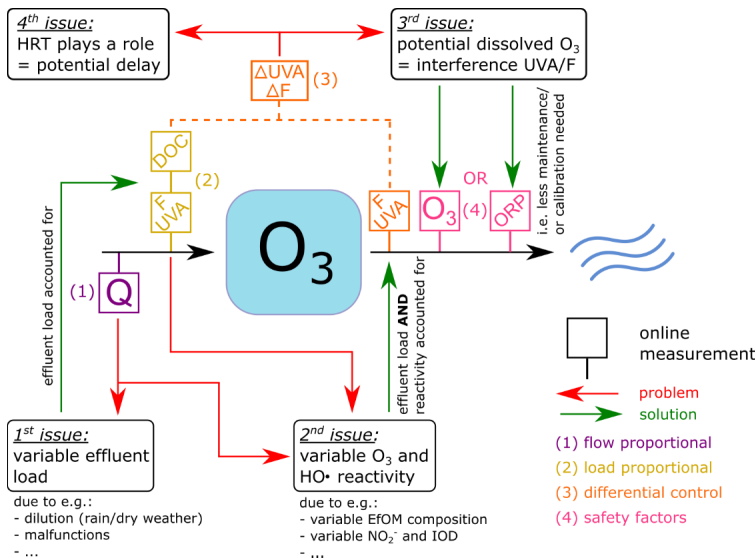 4th issue:
HRT plays a role
= potential delay
3rd issue:
potential dissolved O3
= interference UVA/F
ΔUVA
ΔF
(3)
DOC
(2)
F
UVA
O3
F
UVA
OR
O3
(4)
ORP
i.e. less maintenance/
or calibration needed
(1)
Q
effluent load accounted for
effluent load AND
reactivity accounted for
online
measurement
problem
solution
(1) flow proportional
(2) load proportional
(3) differential control
(4) safety factors
1st issue:
variable effluent
load
due to e.g.:
- dilution (rain/dry weather)
- malfunctions
- ...
2nd issue:
variable O3 and
HO• reactivity
due to e.g.:
- variable EfOM composition
- variable NO2- and IOD
- ...